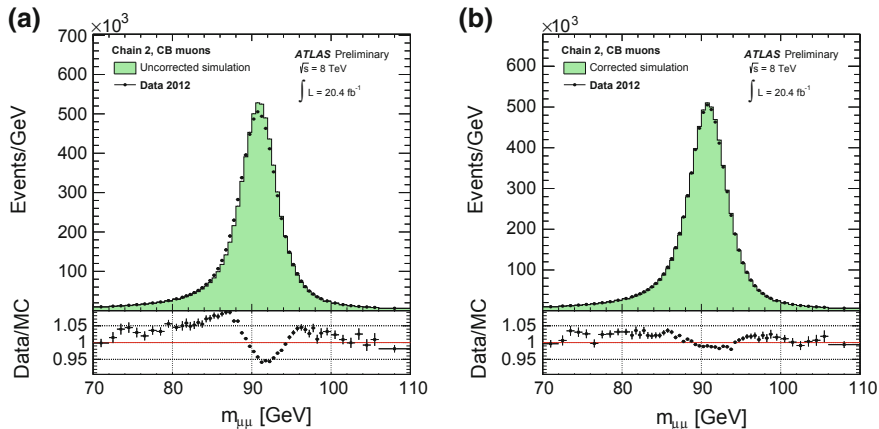 (a)
×10³
Chain 2, CB muons
Uncorrected simulation
Data 2012
ATLAS Preliminary
√s = 8 TeV
∫ L = 20.4 fb⁻¹
Events/GeV
700
600
500
400
300
200
100
Data/MC
1.05
1
0.95
70 80 90 100 110
mμμ [GeV]
(b)
×10³
Chain 2, CB muons
Corrected simulation
Data 2012
ATLAS Preliminary
√s = 8 TeV
∫ L = 20.4 fb⁻¹
Events/GeV
600
500
400
300
200
100
Data/MC
1.05
1
0.95
70 80 90 100 110
mμμ [GeV]